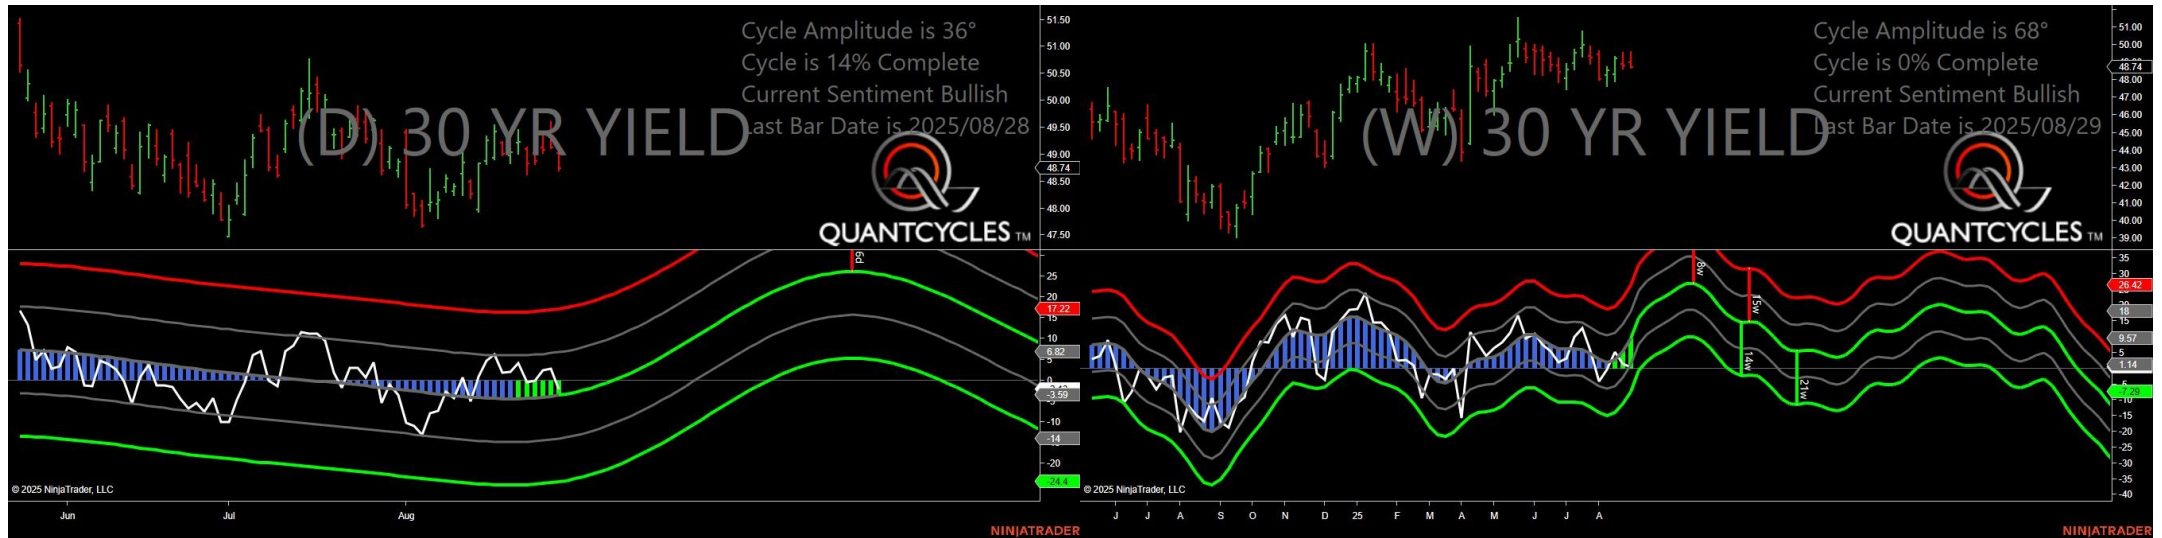 Cycle Amplitude is 36°
Cycle is 14% Complete
Current Sentiment Bullish
Last Bar Date is 2025/08/28
(D) 30 YR YIELD
QUANTCYCLES TM
51.50
51.00
50.50
50.00
49.50
49.00
48.74
48.50
48.00
47.50
6d
25
20
17.22
15
10
6.82
5
0
-3.59
-5
-10
-14
-20
-24.4
© 2025 NinjaTrader, LLC
Jun Jul Aug
NINJATRADER
Cycle Amplitude is 68°
Cycle is 0% Complete
Current Sentiment Bullish
Last Bar Date is 2025/08/29
(W) 30 YR YIELD
QUANTCYCLES TM
51.00
50.00
48.74
48.00
47.00
46.00
45.00
44.00
43.00
42.00
41.00
40.00
39.00
8w
15w
14w
21w
35
30
26.42
18
15
9.57
5
1.14
-7.29
-10
-15
-20
-25
-30
-35
-40
© 2025 NinjaTrader, LLC
J J A S O N D 25 F M A M J J A
NINJATRADER